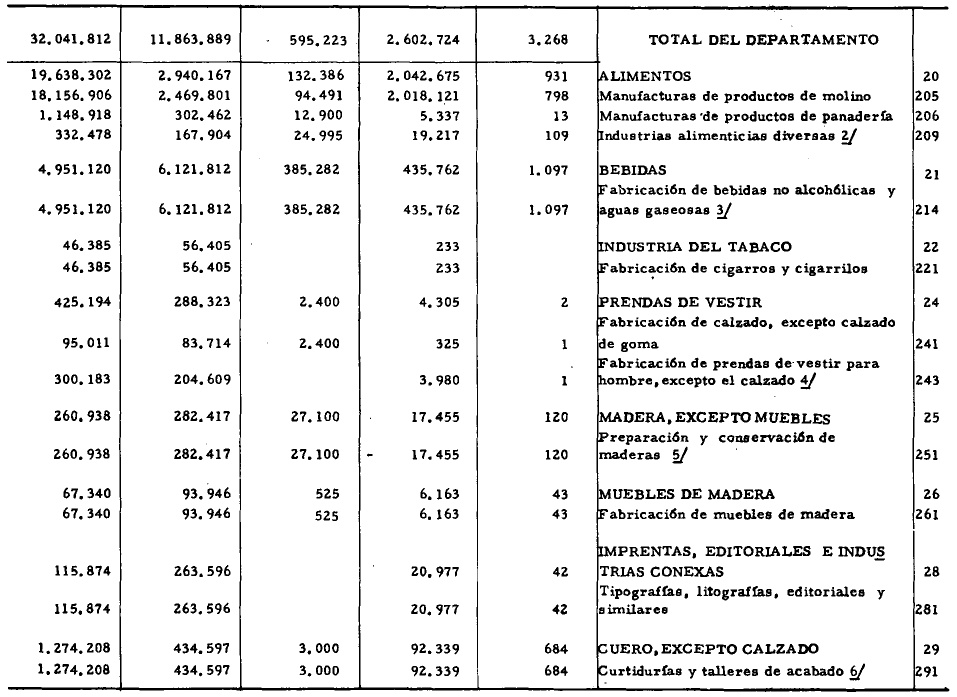 32.041.812 11.863.889 595.223 2.602.724 3.268 TOTAL DEL DEPARTAMENTO
19.638.302 2.940.167 132.386 2.042.675 931 ALIMENTOS 20
18.156.906 2.469.801 94.491 2.018.121 798 Manufacturas de productos de molino 205
1.148.918 302.462 12.900 5.337 13 Manufacturas de productos de panadería 206
332.478 167.904 24.995 19.217 109 Industrias alimenticias diversas 2/ 209
4.951.120 6.121.812 385.282 435.762 1.097 BEBIDAS 21
Fabricación de bebidas no alcohólicas y
4.951.120 6.121.812 385.282 435.762 1.097 aguas gaseosas 3/ 214
46.385 56.405 233 INDUSTRIA DEL TABACO 22
46.385 56.405 233 Fabricación de cigarros y cigarrilos 221
425.194 288.323 2.400 4.305 2 PRENDAS DE VESTIR 24
Fabricación de calzado, excepto calzado
95.011 83.714 2.400 325 1 de goma 241
Fabricación de prendas de vestir para
300.183 204.609 3.980 1 hombre, excepto el calzado 4/ 243
260.938 282.417 27.100 17.455 120 MADERA, EXCEPTO MUEBLES 25
Preparación y conservación de
260.938 282.417 27.100 - 17.455 120 maderas 5/ 251
67.340 93.946 525 6.163 43 MUEBLES DE MADERA 26
67.340 93.946 525 6.163 43 Fabricación de muebles de madera 261
IMPRENTAS, EDITORIALES E INDUS
115.874 263.596 20.977 42 TRIAS CONEXAS 28
Tipografías, litografías, editoriales y
115.874 263.596 20.977 42 similares 281
1.274.208 434.597 3.000 92.339 684 CUERO, EXCEPTO CALZADO 29
1.274.208 434.597 3.000 92.339 684 Curtidurías y talleres de acabado 6/ 291